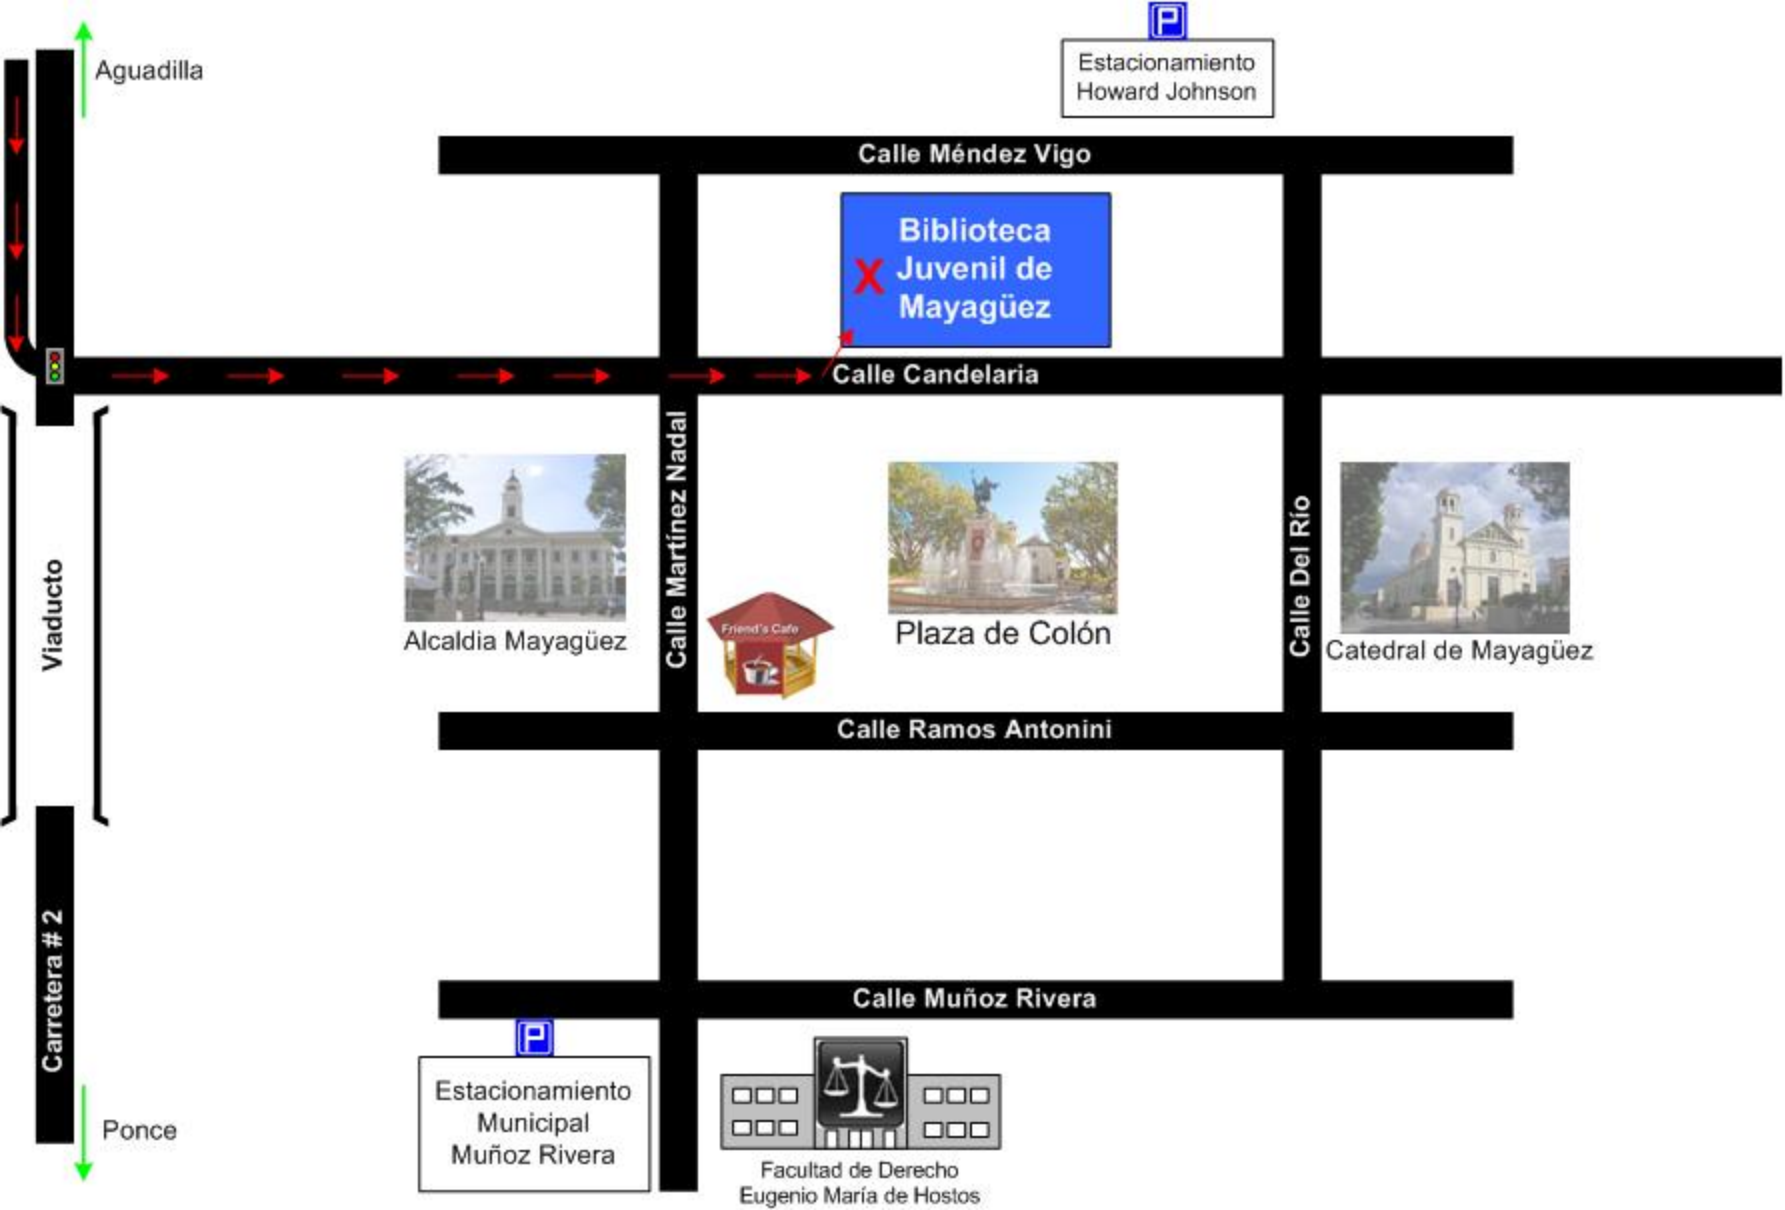 P
Estacionamiento
Howard Johnson
Aguadilla
Calle Méndez Vigo
Biblioteca
Juvenil de
Mayagüez
X
Calle Candelaria
Calle Martínez Nadal
Calle Del Río
Viaducto
Alcaldia Mayagüez
Friend's Cafe
Plaza de Colón
Catedral de Mayagüez
Calle Ramos Antonini
Carretera # 2
Calle Muñoz Rivera
P
Estacionamiento
Municipal
Muñoz Rivera
Ponce
Facultad de Derecho
Eugenio María de Hostos